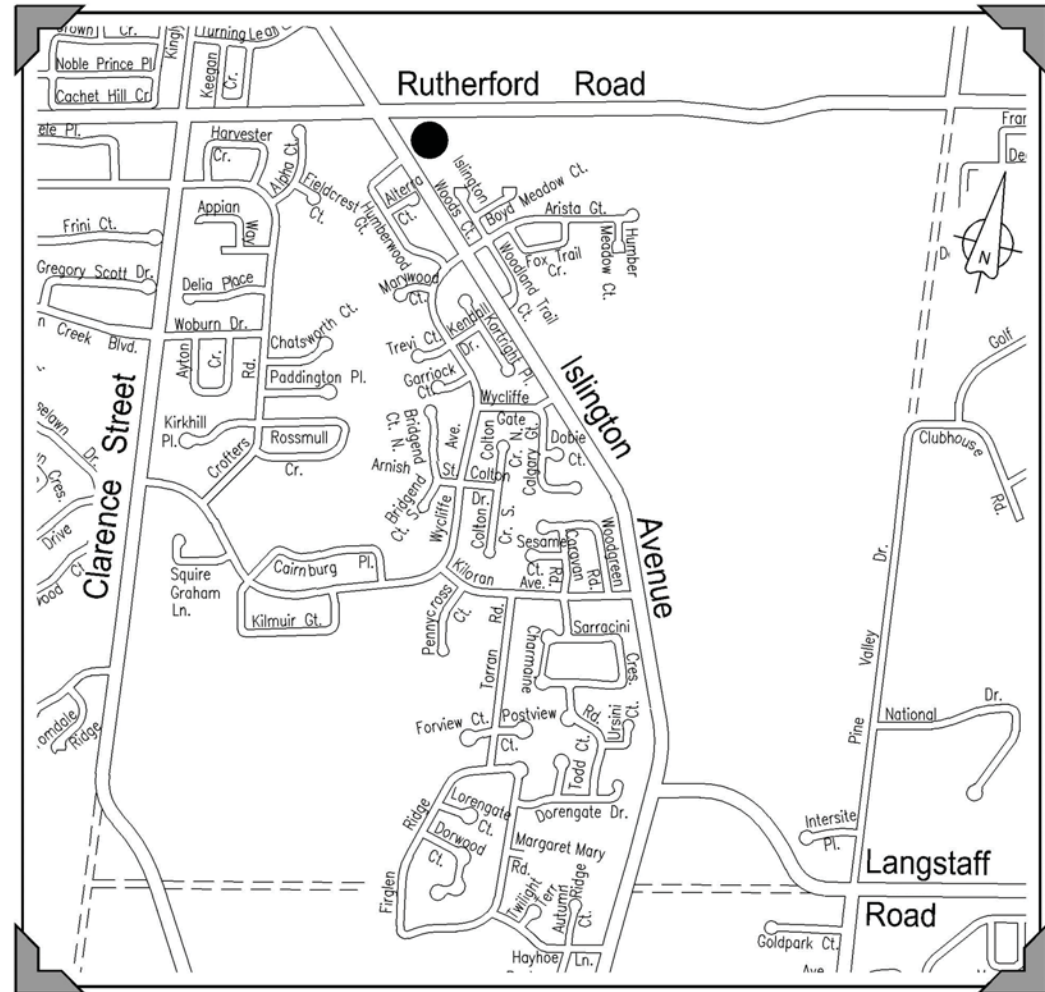 Cr.
Turning Leaf
Noble Prince Pl.
Keegan
Cr.
Cachet Hill Cr.
Rutherford Road
Harvester
Cr.
Alpha Ct.
Fieldcrest
Ct.
Alterra
Ct.
Humberwood
Gt.
Woods Ct.
Islington
Boyd Meadow Ct.
Arista Gt.
Humber
Meadow Ct.
Fox Trail
Cr.
Woodland Trail
Ct.
N
Appian
Way
Frini Ct.
Gregory Scott Dr.
Delia Place
Marywood
Ct.
Woburn Dr.
Creek Blvd.
Ayton
Cr.
Rd.
Chatsworth Ct.
Paddington Pl.
Trevi Ct.
Kendall
Dr.
Kortright Pl.
Garriock
Ct.
Golf
Islington
Avenue
Wycliffe
Gate
Kirkhill
Pl.
Rossmull
Cr.
Crofters
Bridgend
Ct. N.
Ave.
Colton
Cr. N.
Calgary Gt.
Dobie
Ct.
Clubhouse
Rd.
Arnish
St.
Colton
Dr.
Bridgend
Ct. S.
Wycliffe
Colton
Cr. S.
Clarence Street
Drive
Squire
Graham
Ln.
Cairnburg Pl.
Kilmuir Gt.
Sesame
Ct.
Caravan
Rd.
Woodgreen
Rd.
Kiloran
Ave.
Pennycross
Ct.
Torran
Rd.
Sarracini
Cres.
Charmaine
Rd.
Ursini
Ct.
Pine Valley Dr.
National Dr.
Forview Ct.
Postview
Ct.
Todd Ct.
Ridge
Lorengate
Ct.
Dorengate Dr.
Dorwood
Ct.
Margaret Mary
Rd.
Intersite
Pl.
Langstaff
Road
Firglen
Ridge
Twilight
Terr.
Autumn
Ridge
Ct.
Goldpark Ct.
Hayhoe Ln.
Ave.